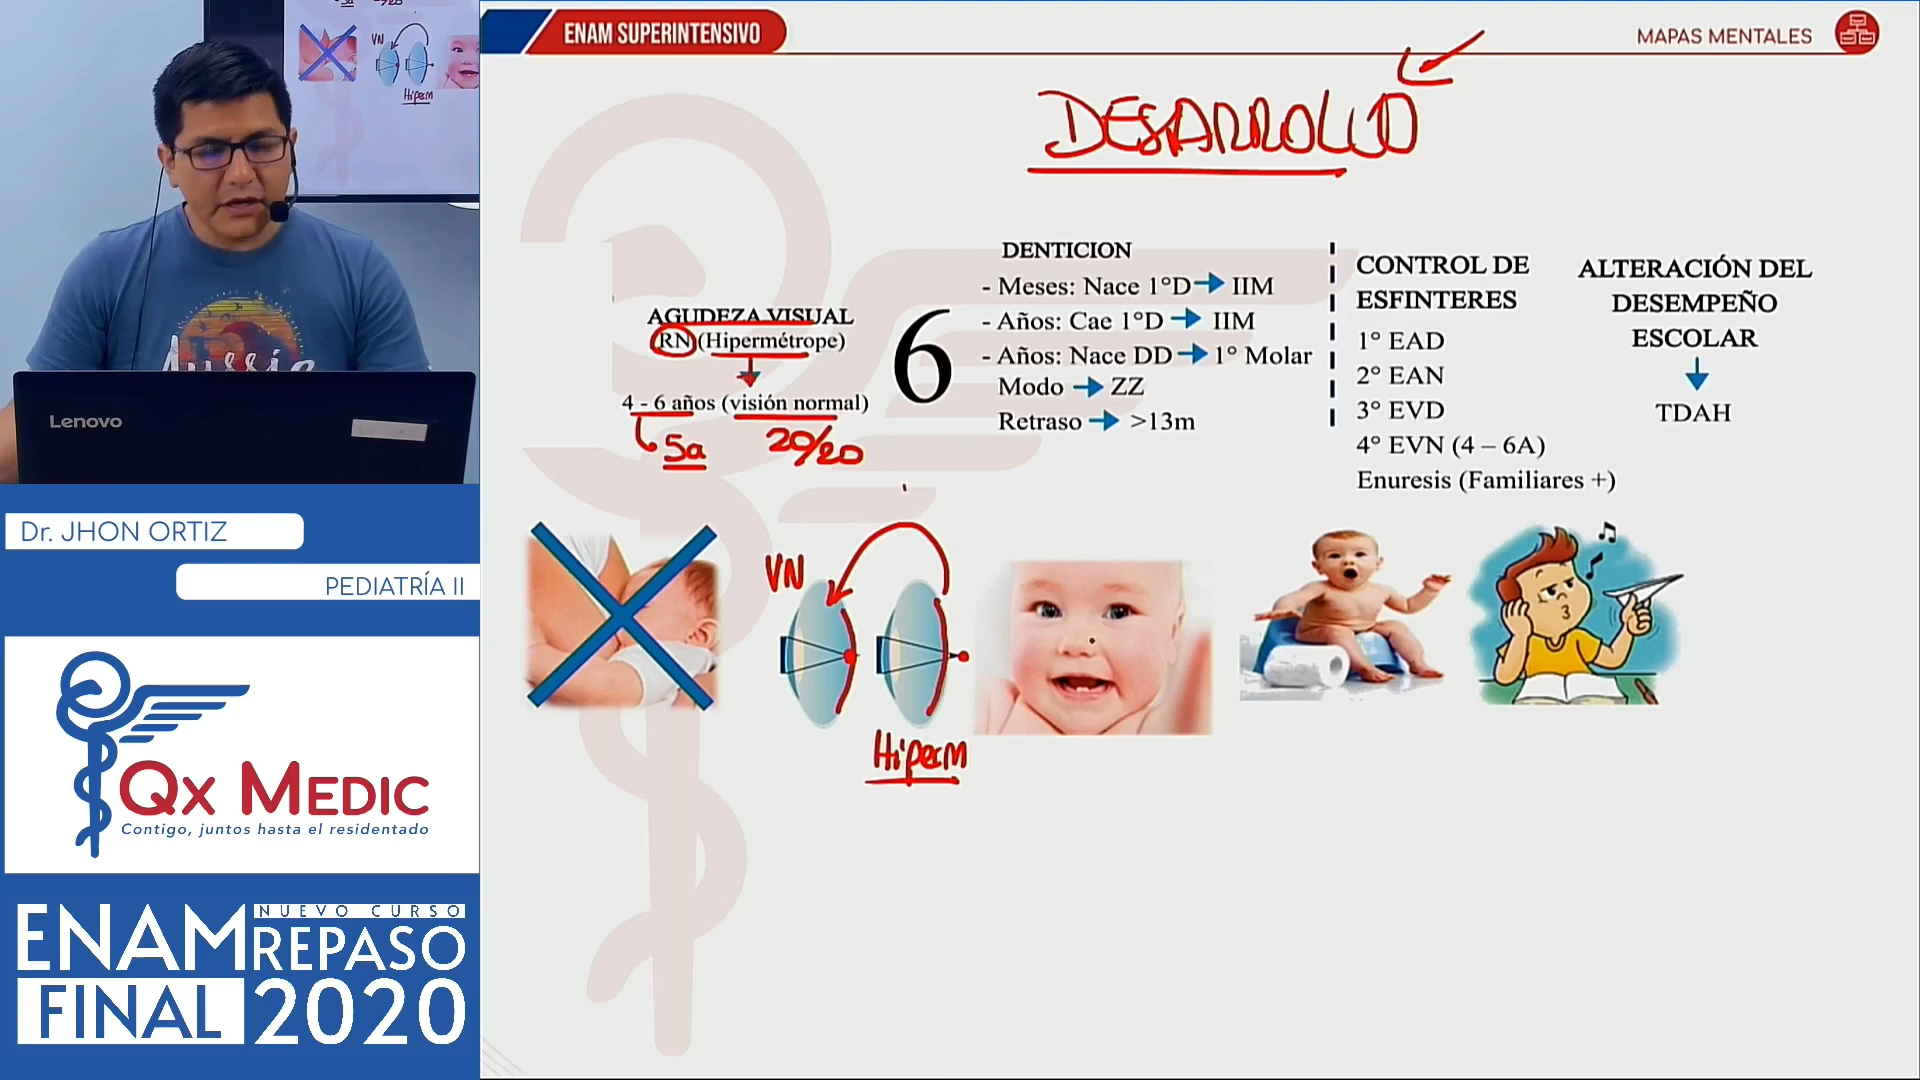 ENAM SUPERINTENSIVO
MAPAS MENTALES
DESARROLLO
AGUDEZA VISUAL
RN (Hipermétrope)
4 - 6 años (visión normal)
5a
20/20
6
DENTICION
- Meses: Nace 1°D IIM
- Años: Cae 1°D IIM
- Años: Nace DD 1° Molar
Modo ZZ
Retraso >13m
CONTROL DE
ESFINTERES
1° EAD
2° EAN
3° EVD
4° EVN (4 – 6A)
Enuresis (Familiares +)
ALTERACIÓN DEL
DESEMPEÑO
ESCOLAR
TDAH
VN
Hiperm
VN
Hiperm
Lenovo
Dr. JHON ORTIZ
PEDIATRÍA II
QX MEDIC
Contigo, juntos hasta el residentado
NUEVO CURSO
ENAM REPASO
FINAL 2020